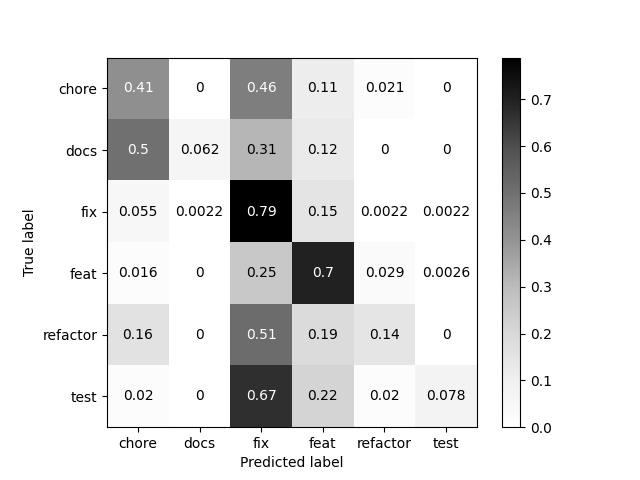 chore 0.41 0 0.46 0.11 0.021 0
docs 0.5 0.062 0.31 0.12 0 0
fix 0.055 0.0022 0.79 0.15 0.0022 0.0022
feat 0.016 0 0.25 0.7 0.029 0.0026
refactor 0.16 0 0.51 0.19 0.14 0
test 0.02 0 0.67 0.22 0.02 0.078
chore docs fix feat refactor test
Predicted label
True label
0.7
0.6
0.5
0.4
0.3
0.2
0.1
0.0